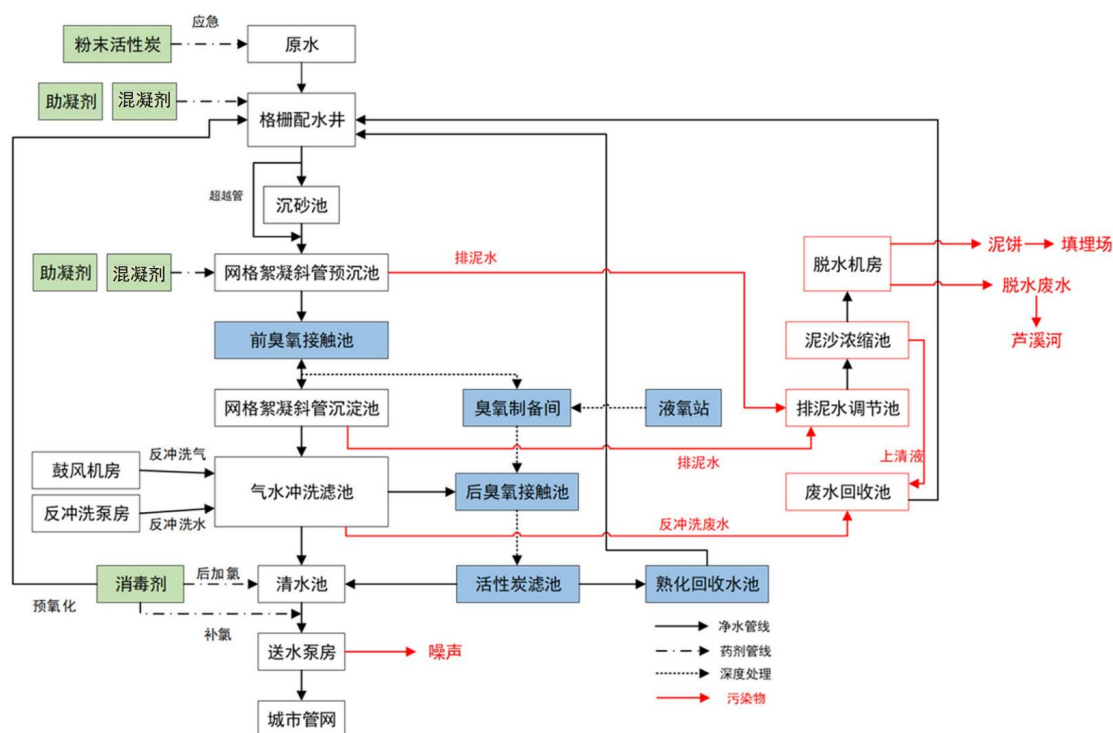 应急
粉末活性炭
原水
助凝剂
混凝剂
格栅配水井
超越管
沉砂池
助凝剂
混凝剂
网格絮凝斜管预沉池
排泥水
脱水机房
泥饼
填埋场
脱水废水
芦溪河
前臭氧接触池
泥沙浓缩池
网格絮凝斜管沉淀池
臭氧制备间
液氧站
排泥水调节池
排泥水
上清液
鼓风机房
反冲洗气
气水冲洗滤池
后臭氧接触池
废水回收池
反冲洗泵房
反冲洗水
反冲洗废水
消毒剂
后加氯
清水池
活性炭滤池
熟化回收水池
预氧化
补氯
送水泵房
噪声
城市管网
净水管线
药剂管线
深度处理
污染物